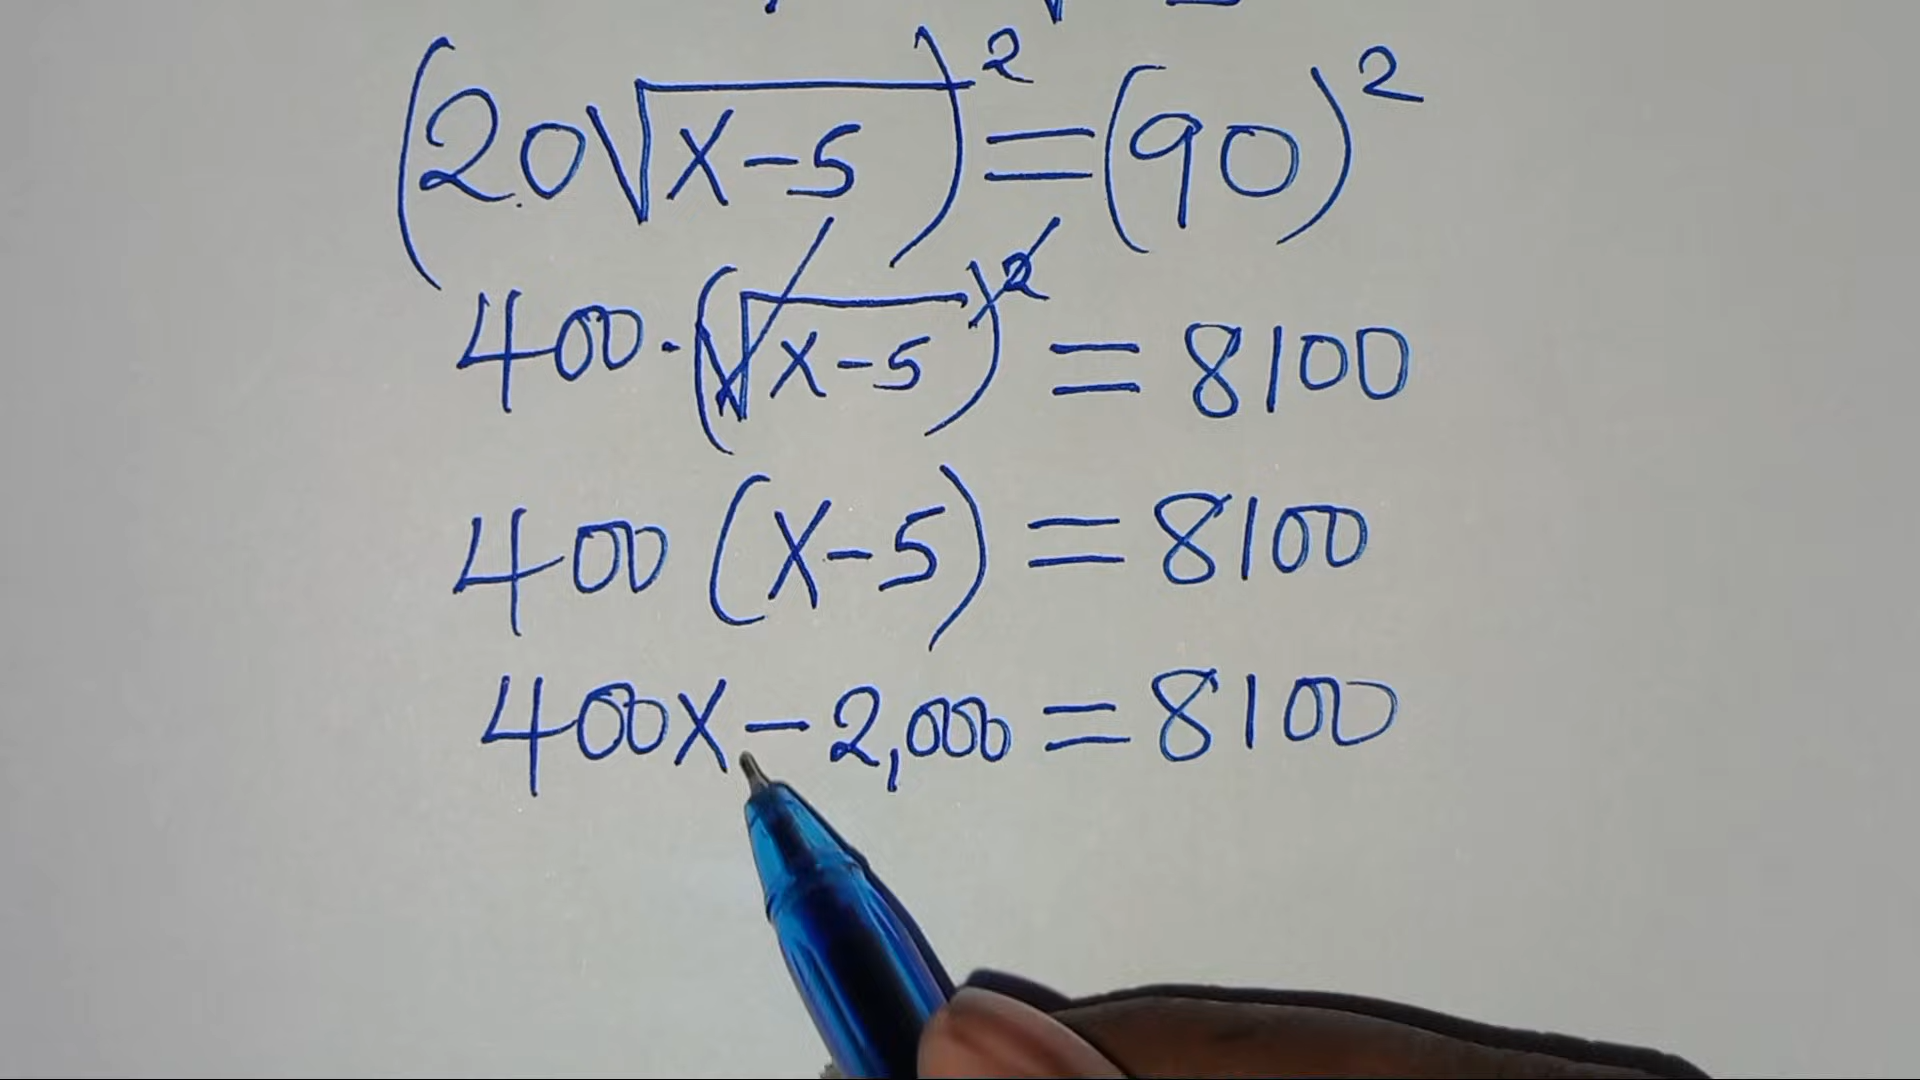 (20√x-5)² = (90)²
400·(√x-5)² = 8100
400 (x-5) = 8100
400x - 2,000 = 8100